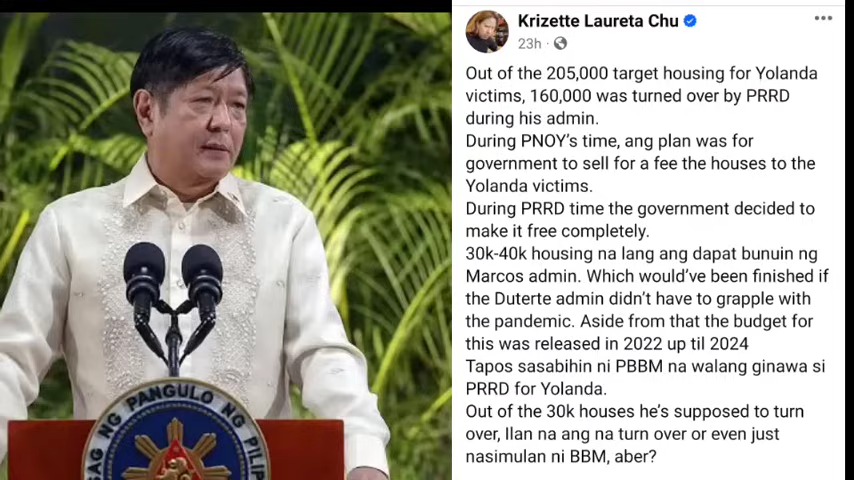 Krizette Laureta Chu
23h
Out of the 205,000 target housing for Yolanda
victims, 160,000 was turned over by PRRD
during his admin.
During PNOY's time, ang plan was for
government to sell for a fee the houses to the
Yolanda victims.
During PRRD time the government decided to
make it free completely.
30k-40k housing na lang ang dapat bunuin ng
Marcos admin. Which would've been finished if
the Duterte admin didn't have to grapple with
the pandemic. Aside from that the budget for
this was released in 2022 up til 2024
Tapos sasabihin ni PBBM na walang ginawa si
PRRD for Yolanda.
Out of the 30k houses he's supposed to turn
over, Ilan na ang na turn over or even just
nasimulan ni BBM, aber?
NG PANGULO NG